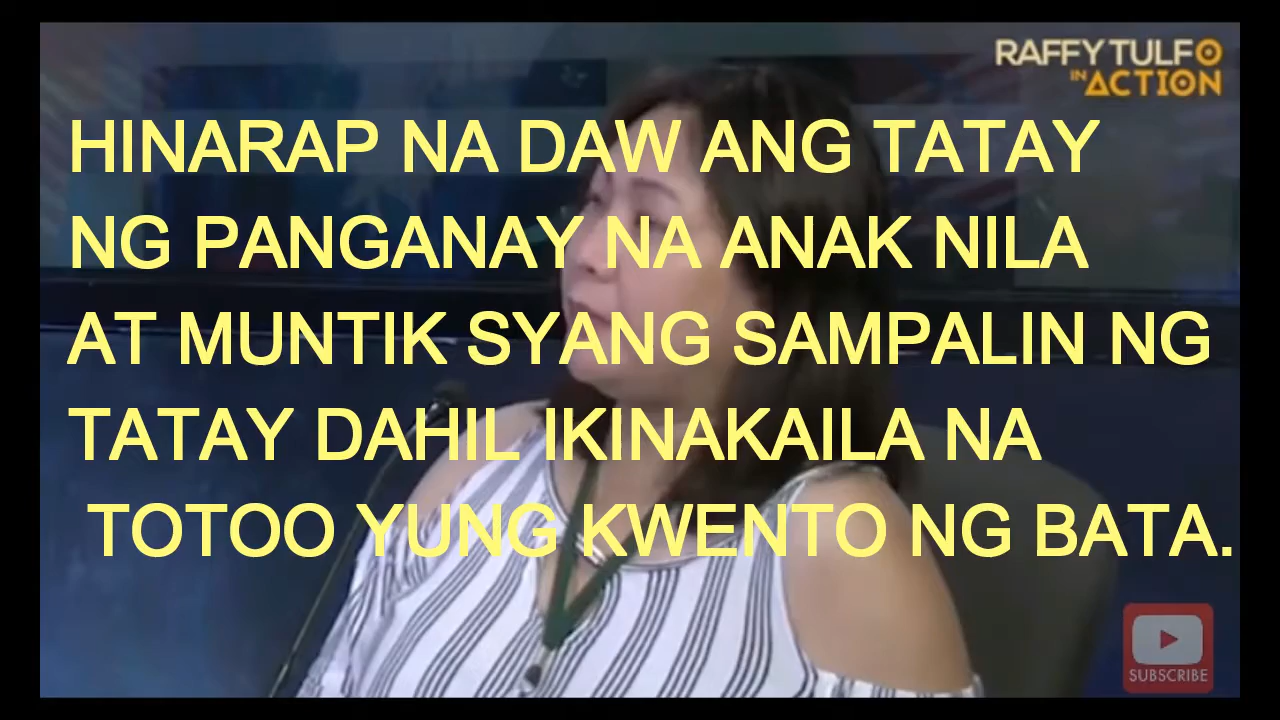 RAFFY TULFO
IN ACTION
HINARAP NA DAW ANG TATAY
NG PANGANAY NA ANAK NILA
AT MUNTIK SYANG SAMPALIN NG
TATAY DAHIL IKINAKAILA NA
TOTOO YUNG KWENTO NG BATA.
SUBSCRIBE